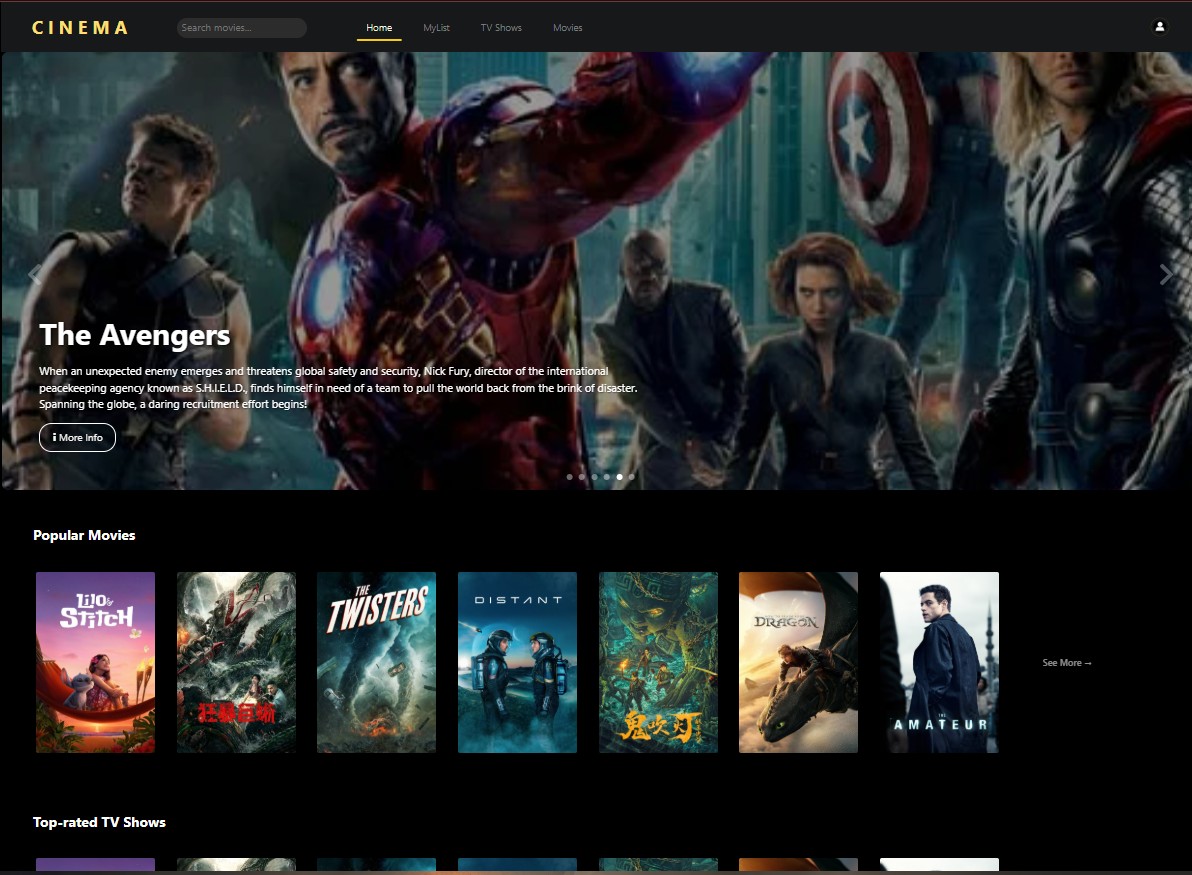 CINEMA
Search movies...
Home
MyList
TV Shows
Movies
The Avengers
When an unexpected enemy emerges and threatens global safety and security, Nick Fury, director of the international
peacekeeping agency known as S.H.I.E.L.D., finds himself in need of a team to pull the world back from the brink of disaster.
Spanning the globe, a daring recruitment effort begins!
i More Info
Popular Movies
Lilo &
Stitch
狂暴巨蜥
THE
TWISTERS
DISTANT
鬼吹灯
DRAGON
THE
AMATEUR
See More →
Top-rated TV Shows